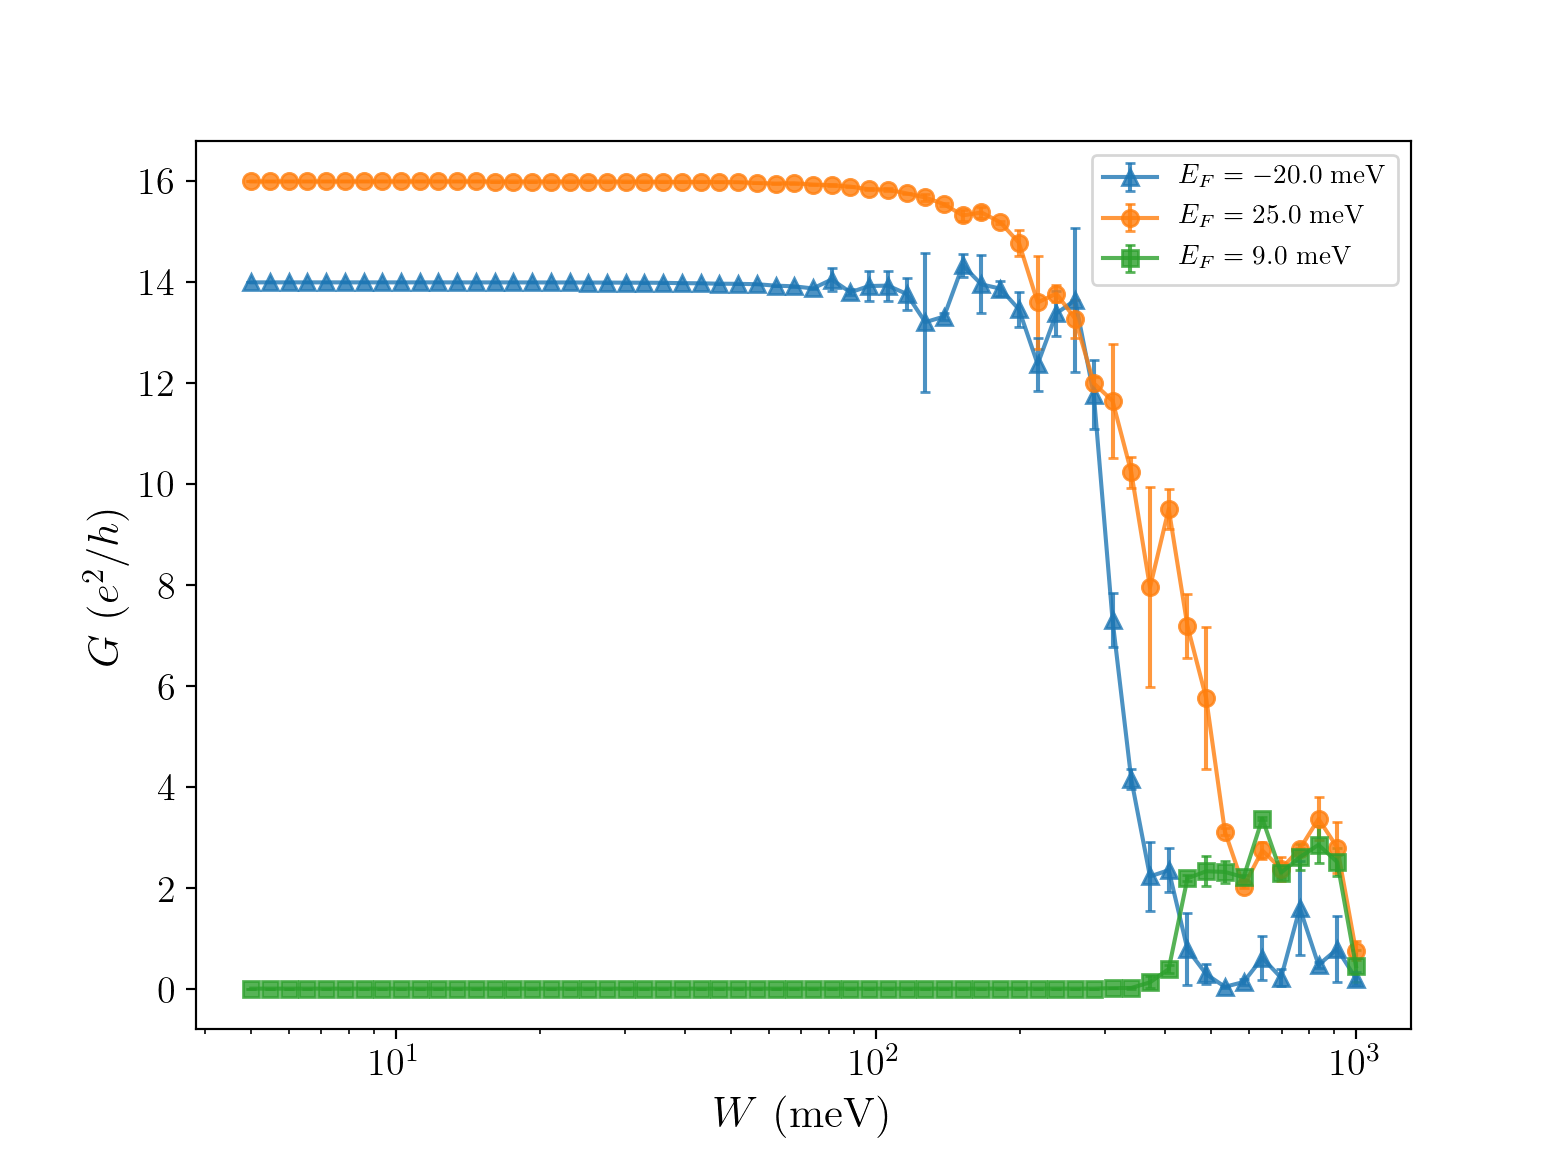 16
14
12
10
8
6
4
2
0
G (e²/h)
E_F = −20.0 meV
E_F = 25.0 meV
E_F = 9.0 meV
10¹ 10² 10³
W (meV)